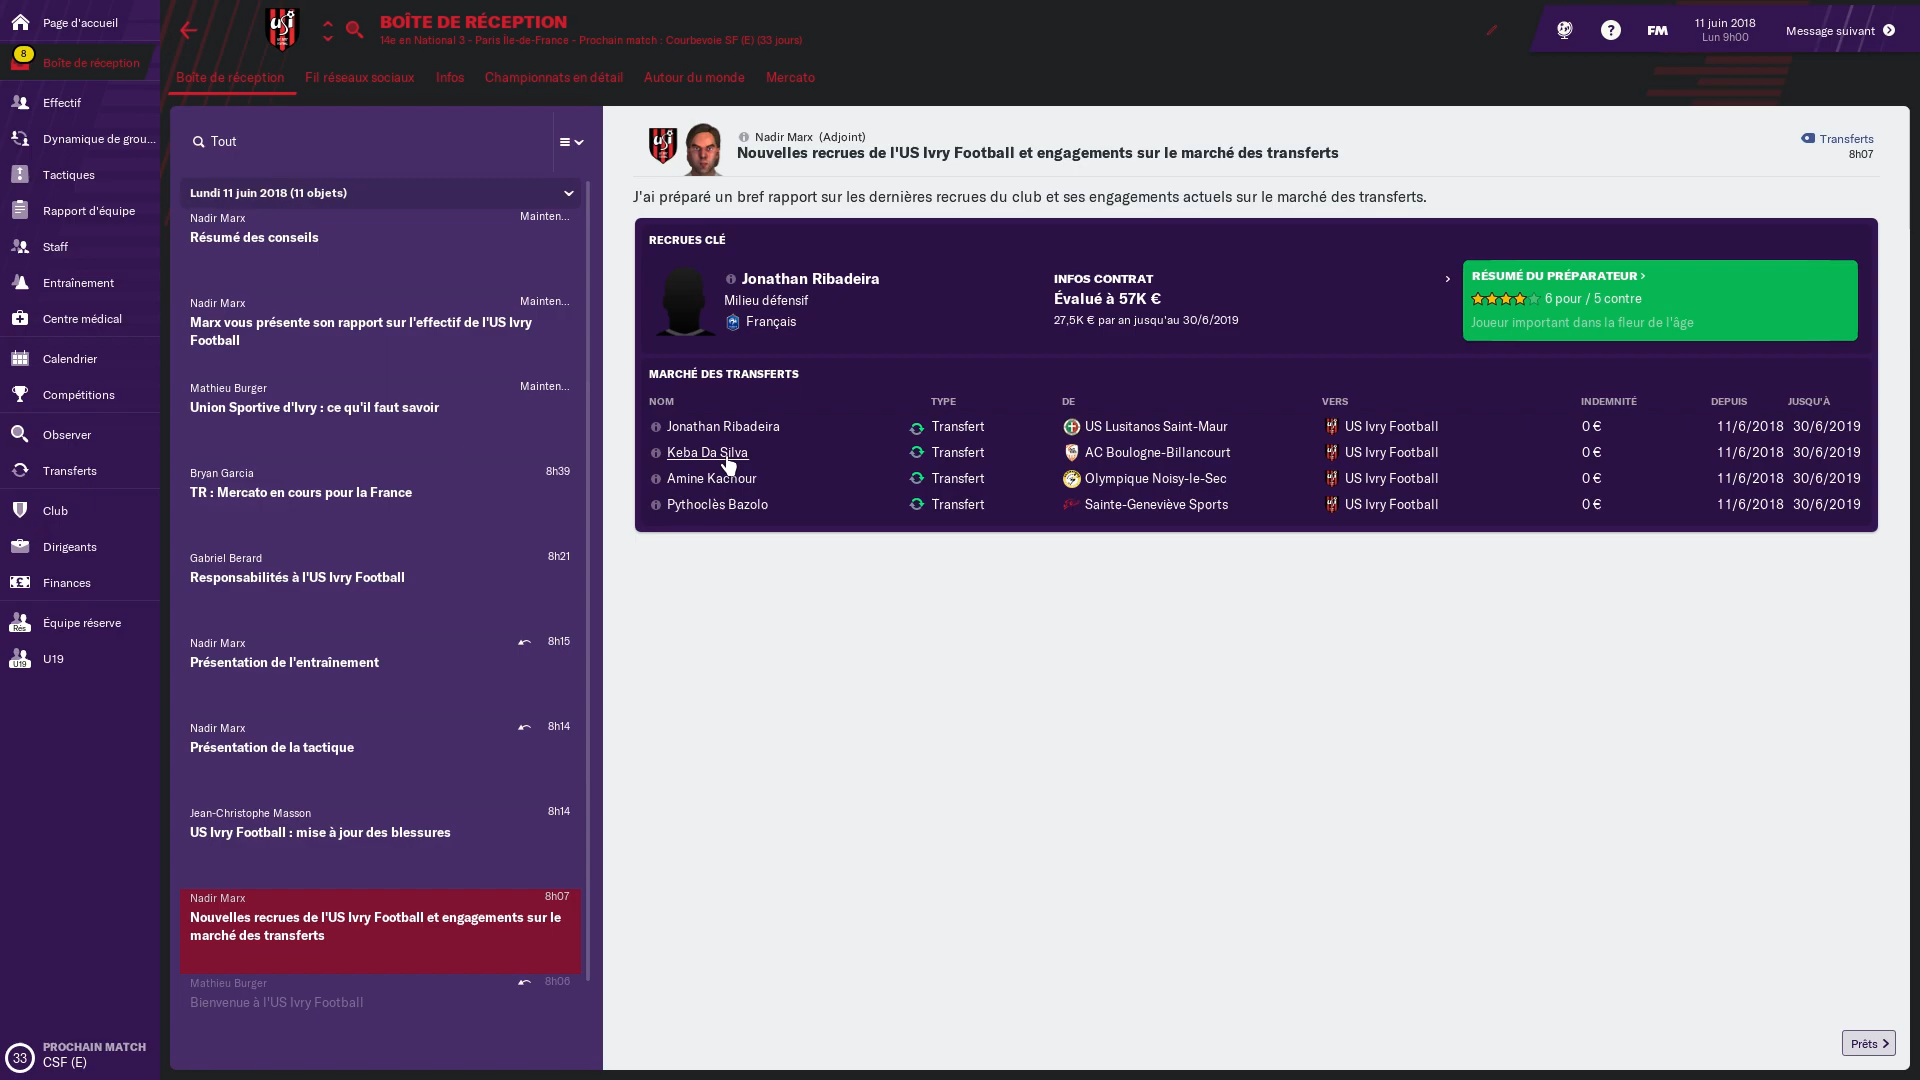 Page d'accueil
8
Boîte de réception
Effectif
Dynamique de grou...
Tactiques
Rapport d'équipe
Staff
Entraînement
Centre médical
Calendrier
Compétitions
Observer
Transferts
Club
Dirigeants
Finances
Rés
Équipe réserve
U19
U19
33
PROCHAIN MATCH
CSF (E)
usi
BOÎTE DE RÉCEPTION
14e en National 3 - Paris Île-de-France - Prochain match : Courbevoie SF (E) (33 jours)
?
FM
11 juin 2018
Lun 9h00
Message suivant
Boîte de réception Fil réseaux sociaux Infos Championnats en détail Autour du monde Mercato
Tout
Lundi 11 juin 2018 (11 objets)
Nadir Marx Mainten...
Résumé des conseils
Nadir Marx Mainten...
Marx vous présente son rapport sur l'effectif de l'US Ivry
Football
Mathieu Burger Mainten...
Union Sportive d'Ivry : ce qu'il faut savoir
Bryan Garcia 8h39
TR : Mercato en cours pour la France
Gabriel Berard 8h21
Responsabilités à l'US Ivry Football
Nadir Marx 8h15
Présentation de l'entraînement
Nadir Marx 8h14
Présentation de la tactique
Jean-Christophe Masson 8h14
US Ivry Football : mise à jour des blessures
Nadir Marx 8h07
Nouvelles recrues de l'US Ivry Football et engagements sur le
marché des transferts
Mathieu Burger 8h06
Bienvenue à l'US Ivry Football
usi
Nadir Marx (Adjoint)
Nouvelles recrues de l'US Ivry Football et engagements sur le marché des transferts
Transferts
8h07
J'ai préparé un bref rapport sur les dernières recrues du club et ses engagements actuels sur le marché des transferts.
RECRUES CLÉ
Jonathan Ribadeira
Milieu défensif
Français
INFOS CONTRAT
Évalué à 57K €
27,5K € par an jusqu'au 30/6/2019
RÉSUMÉ DU PRÉPARATEUR
6 pour / 5 contre
Joueur important dans la fleur de l'âge
MARCHÉ DES TRANSFERTS
NOM TYPE DE VERS INDEMNITÉ DEPUIS JUSQU'À
Jonathan Ribadeira Transfert US Lusitanos Saint-Maur US Ivry Football 0 € 11/6/2018 30/6/2019
Keba Da Silva Transfert AC Boulogne-Billancourt US Ivry Football 0 € 11/6/2018 30/6/2019
Amine Kachour Transfert Olympique Noisy-le-Sec US Ivry Football 0 € 11/6/2018 30/6/2019
Pythoclès Bazolo Transfert Sainte-Geneviève Sports US Ivry Football 0 € 11/6/2018 30/6/2019
Prêts